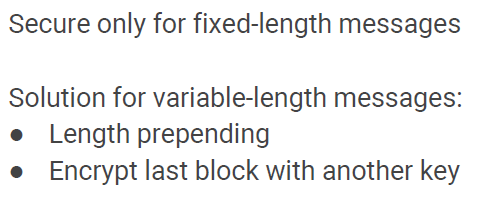 Secure only for fixed-length messages
Solution for variable-length messages:
● Length prepending
● Encrypt last block with another key